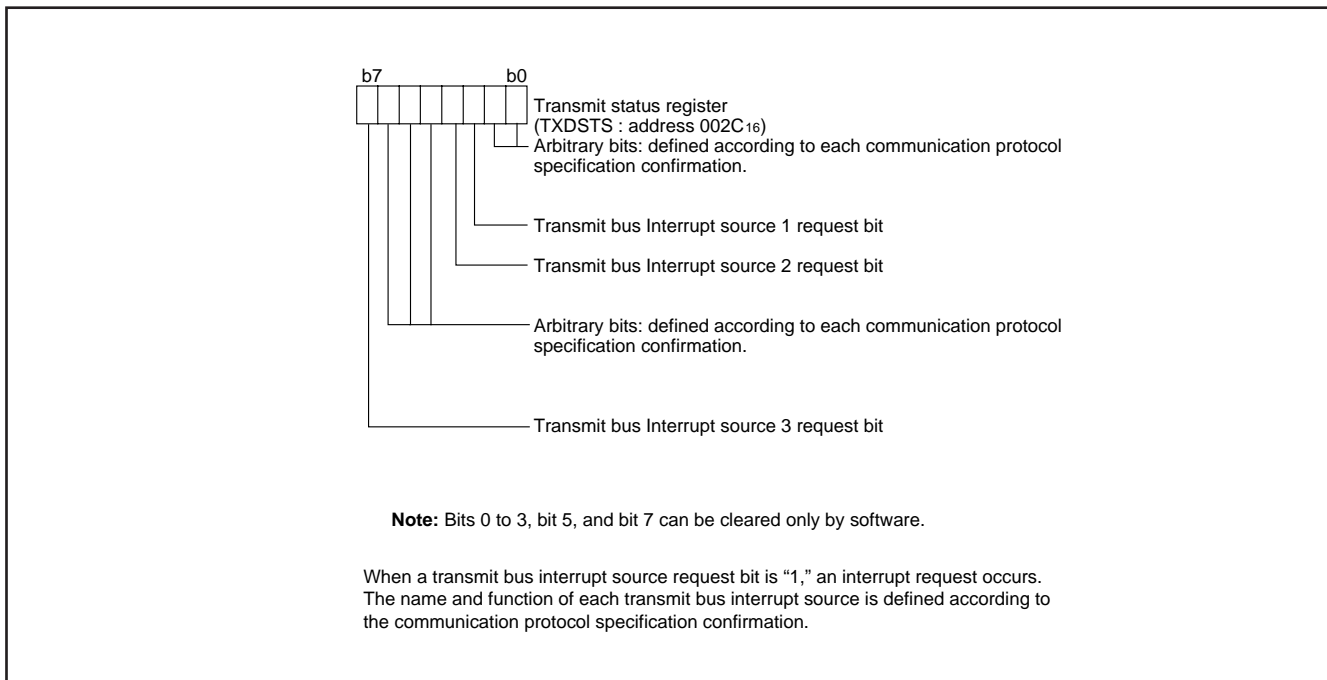 b7 b0
Transmit status register
(TXDSTS : address 002C16)
Arbitrary bits: defined according to each communication protocol
specification confirmation.
Transmit bus Interrupt source 1 request bit
Transmit bus Interrupt source 2 request bit
Arbitrary bits: defined according to each communication protocol
specification confirmation.
Transmit bus Interrupt source 3 request bit
Note: Bits 0 to 3, bit 5, and bit 7 can be cleared only by software.
When a transmit bus interrupt source request bit is “1,” an interrupt request occurs.
The name and function of each transmit bus interrupt source is defined according to
the communication protocol specification confirmation.